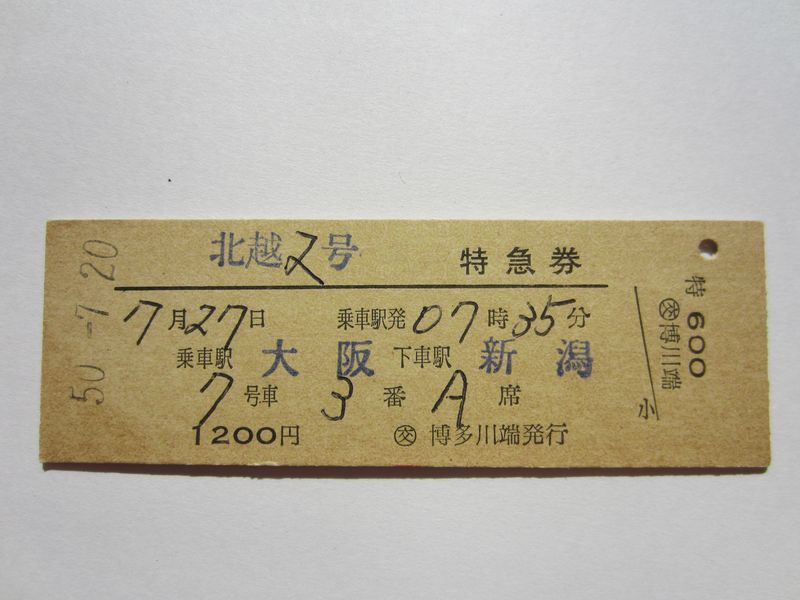 50.-7.20
北越2号 特急券
7月27日 乗車駅発07時35分
乗車駅 大阪 下車駅 新潟
7号車 3番 A席
1200円 交 博多川端発行
小
特 600
交博川端